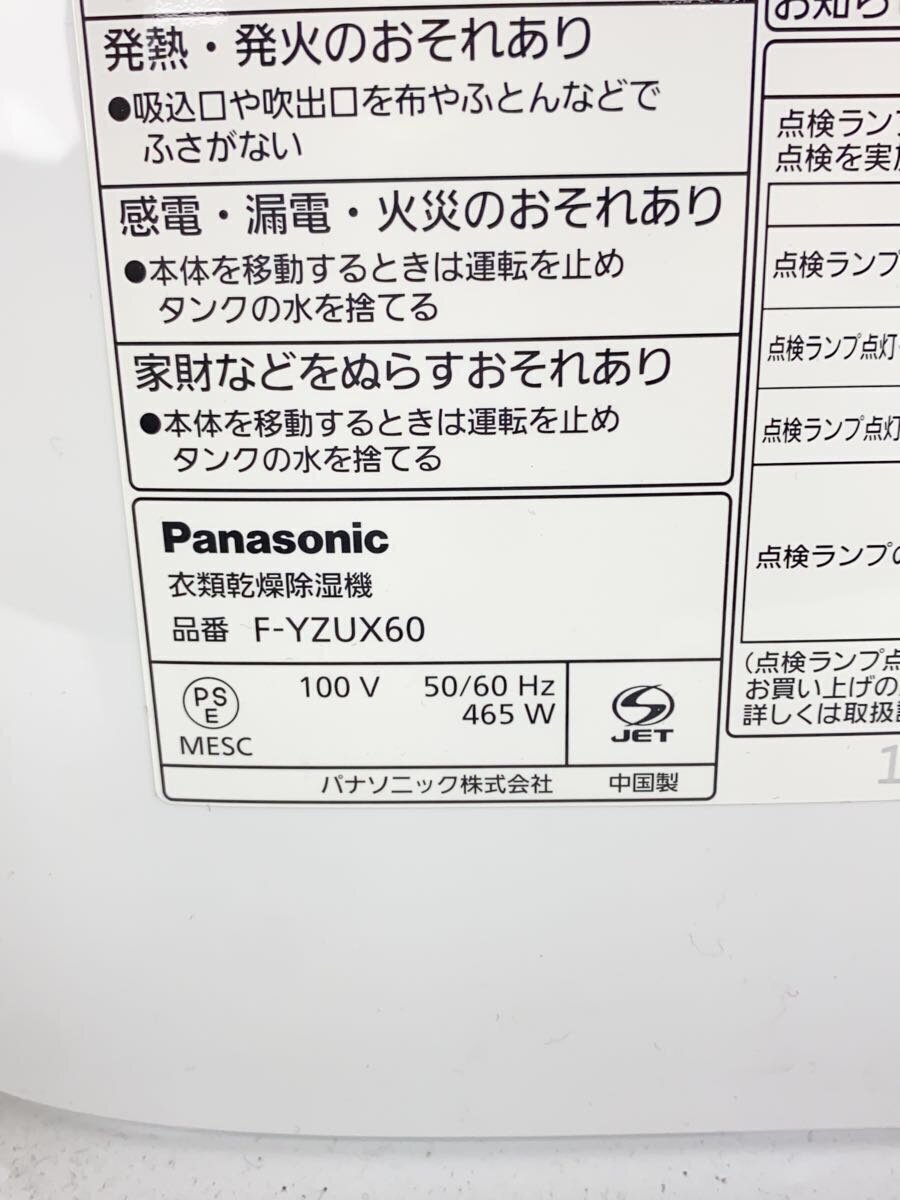 発熱・発火のおそれあり
●吸込口や吹出口を布やふとんなどで
ふさがない
感電・漏電・火災のおそれあり
●本体を移動するときは運転を止め
タンクの水を捨てる
家財などをぬらすおそれあり
●本体を移動するときは運転を止め
タンクの水を捨てる
Panasonic
衣類乾燥除湿機
品番 F-YZUX60
PS
E
MESC
100 V 50/60 Hz
465 W
JET
パナソニック株式会社 中国製
お知ら
点検ランプ
点検を実施
点検ランプ
点検ランプ点灯
点検ランプ点灯
点検ランプの
(点検ランプ点
お買い上げの
詳しくは取扱説
1